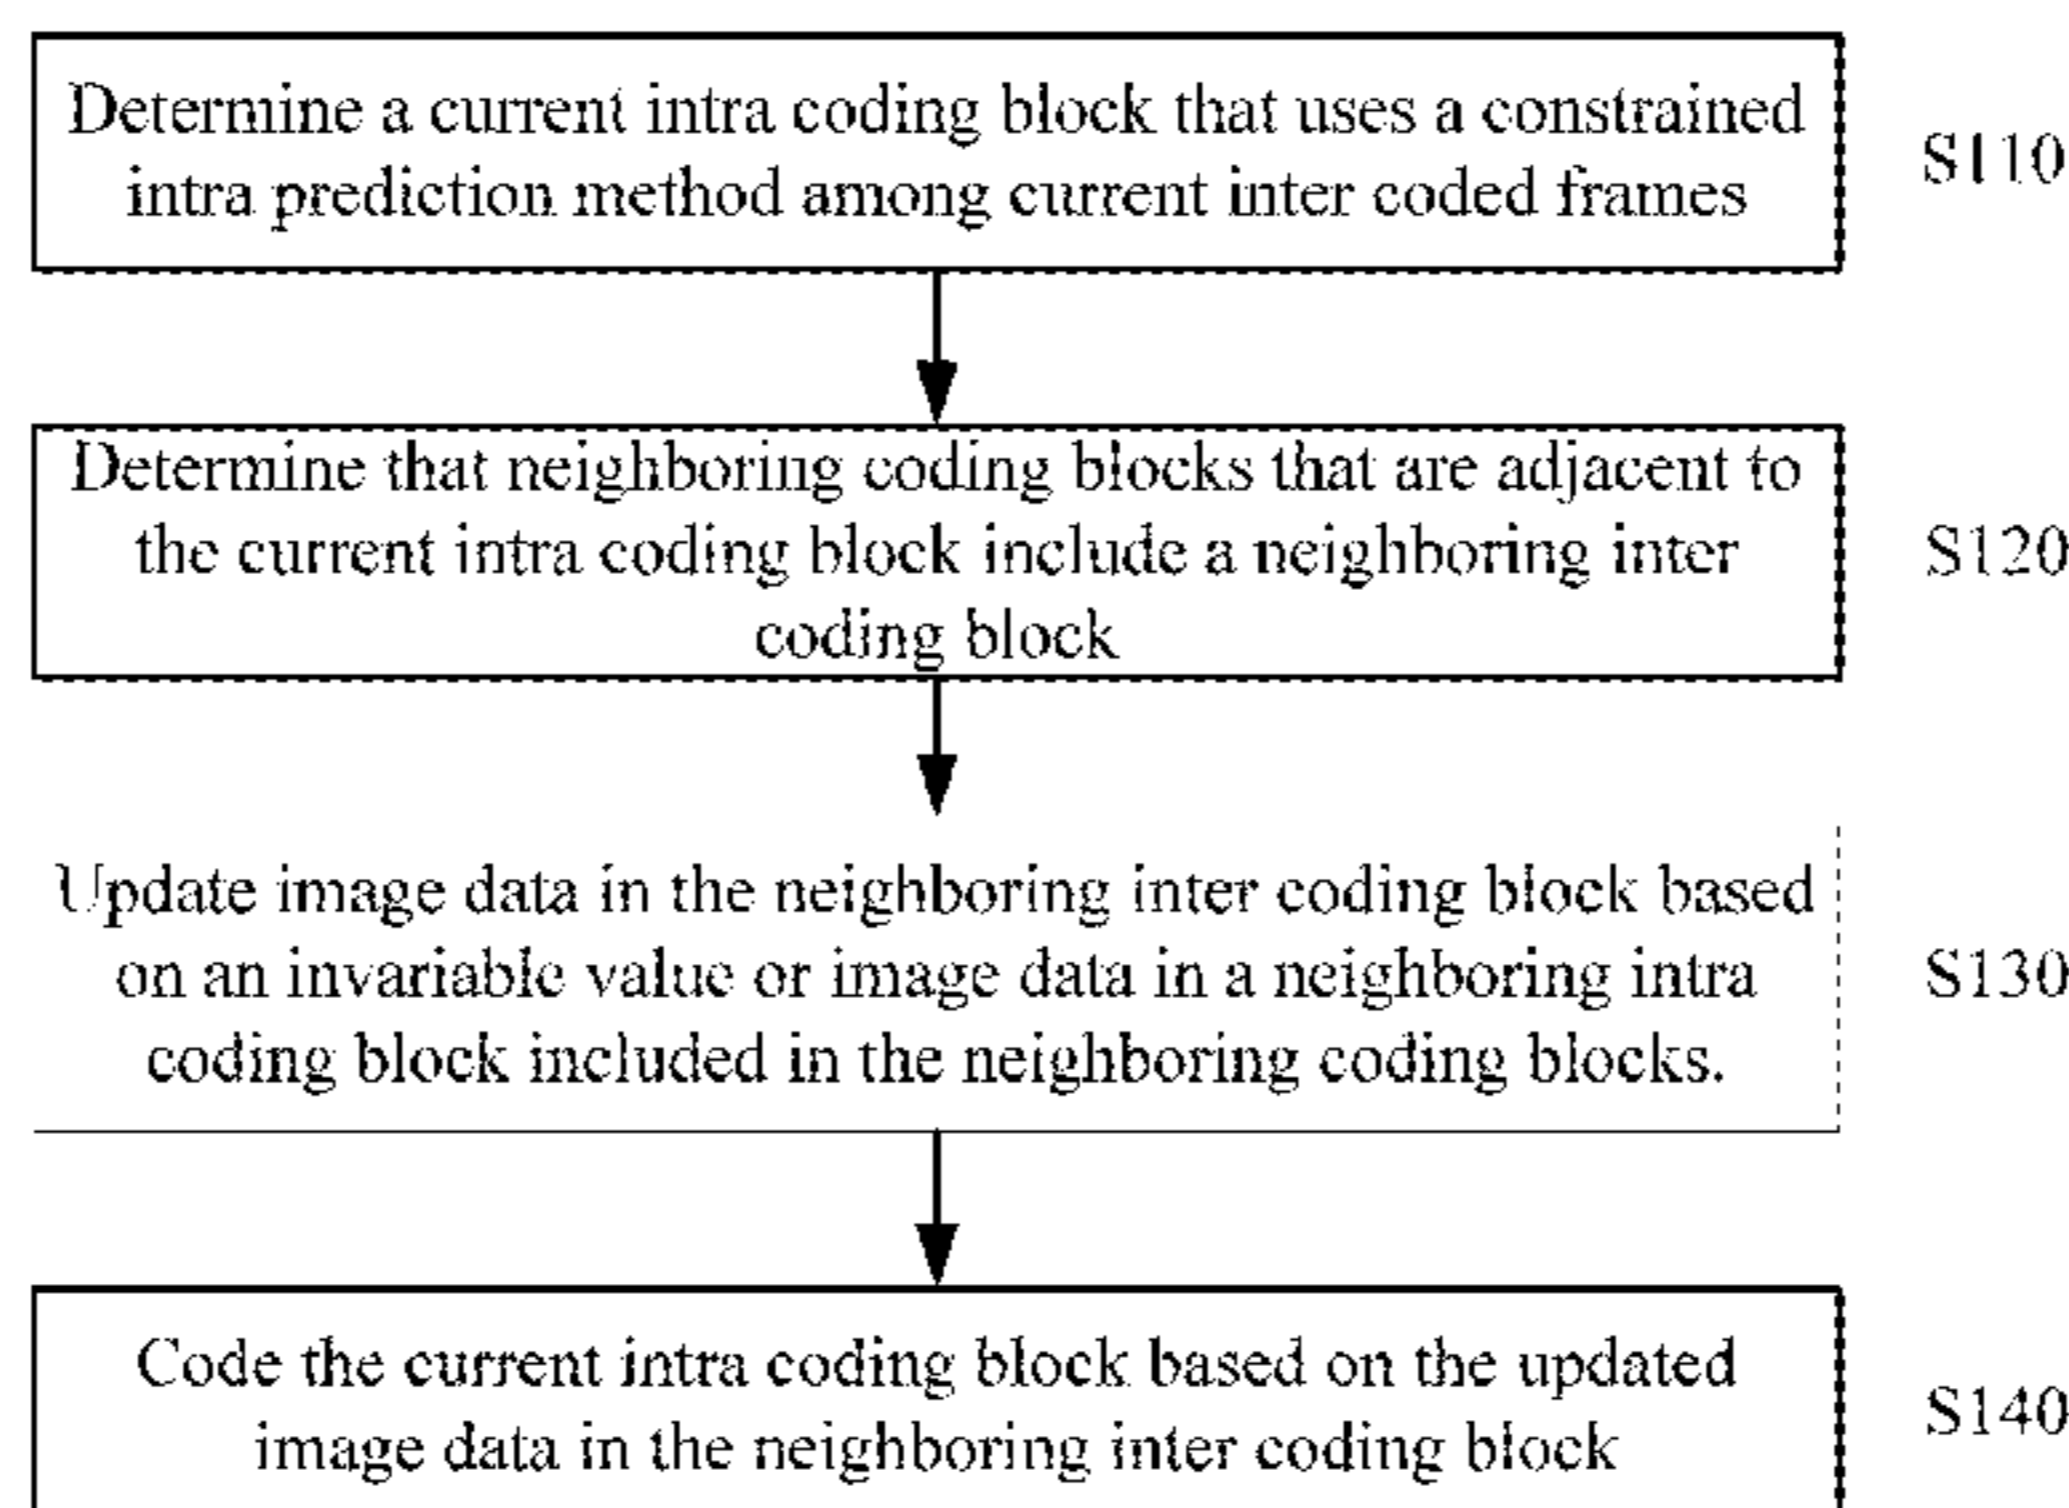 Determine a current intra coding block that uses a constrained
intra prediction method among current inter coded frames
S110
Determine that neighboring coding blocks that are adjacent to
the current intra coding block include a neighboring inter
coding block
S120
Update image data in the neighboring inter coding block based
on an invariable value or image data in a neighboring intra
coding block included in the neighboring coding blocks.
S130
Code the current intra coding block based on the updated
image data in the neighboring inter coding block
S140